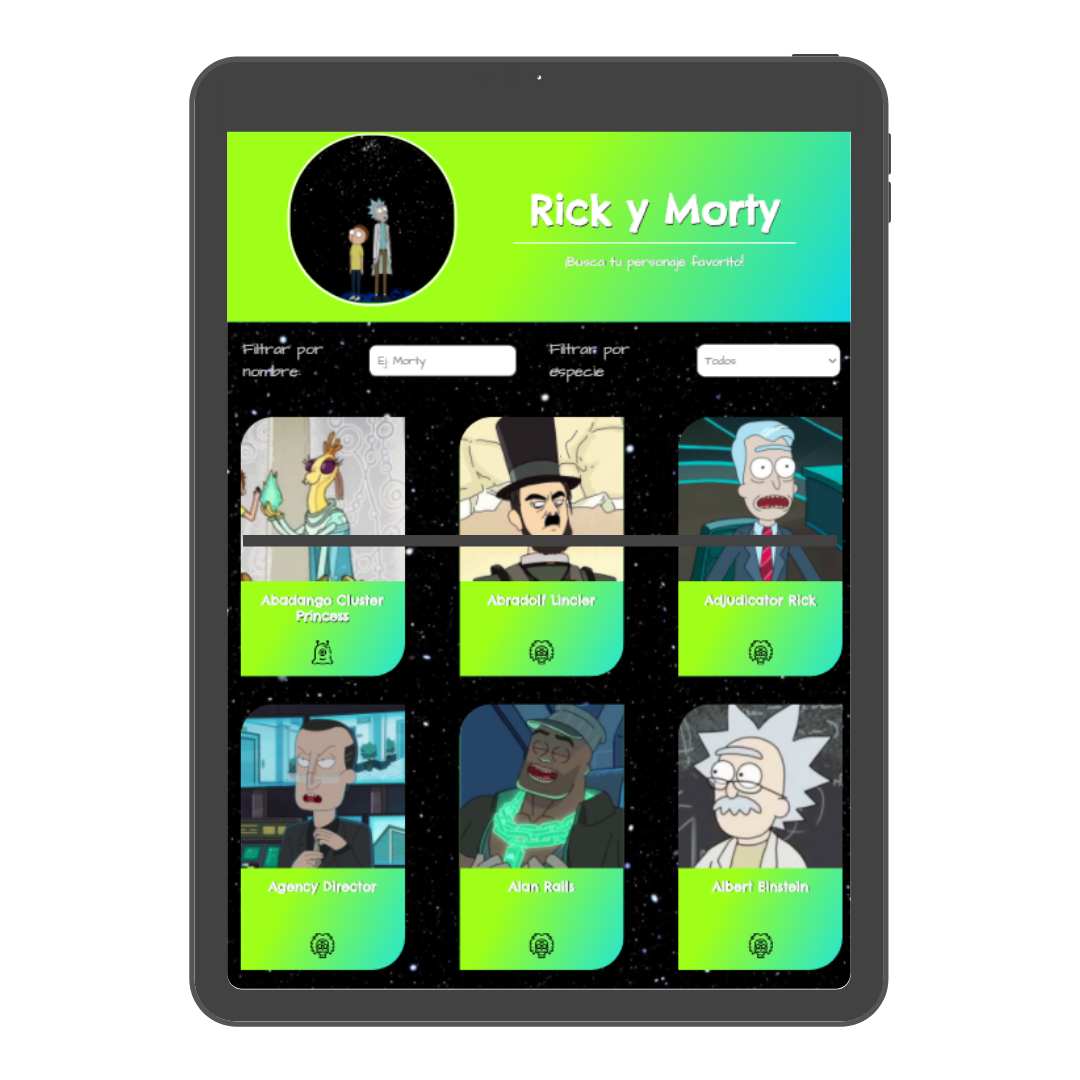 Rick y Morty
¡Busca tu personaje favorito!
Filtrar por
nombre:
Ej: Morty
Filtrar por
especie
Todos
Abadango Cluster
Princess
Abradolf Lincler
Adjudicator Rick
Agency Director
Alan Rails
Albert Einstein